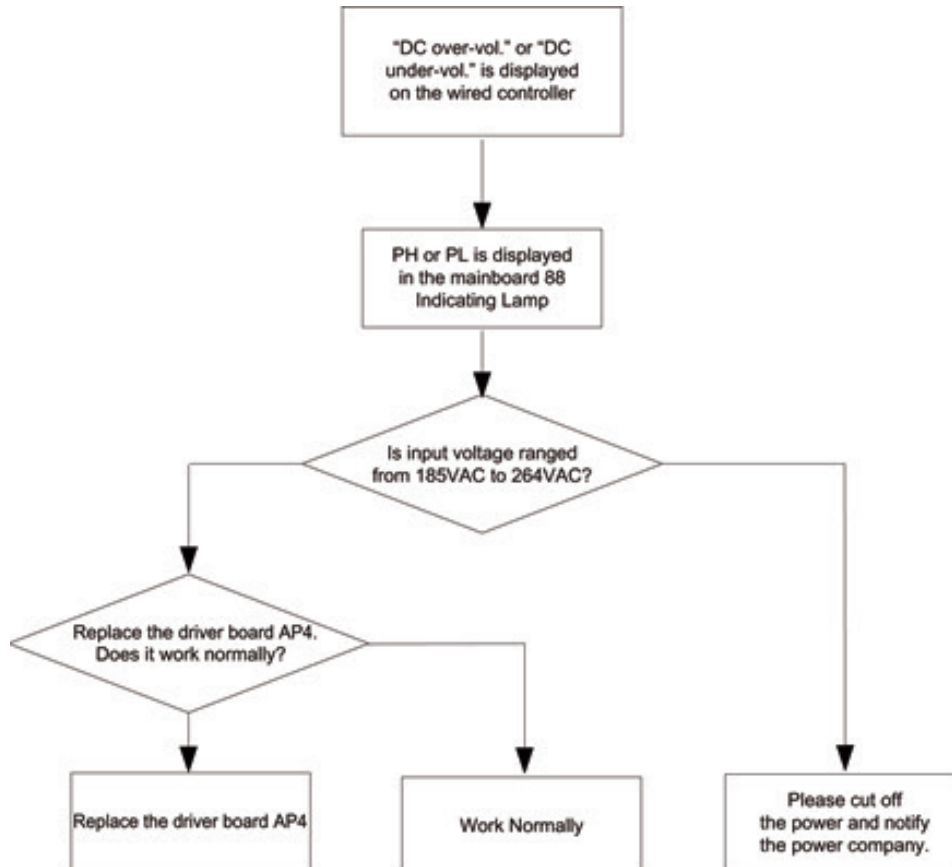 “DC over-vol.” or “DC
under-vol.” is displayed
on the wired controller
PH or PL is displayed
in the mainboard 88
Indicating Lamp
Is input voltage ranged
from 185VAC to 264VAC?
Replace the driver board AP4.
Does it work normally?
Replace the driver board AP4
Work Normally
Please cut off
the power and notify
the power company.